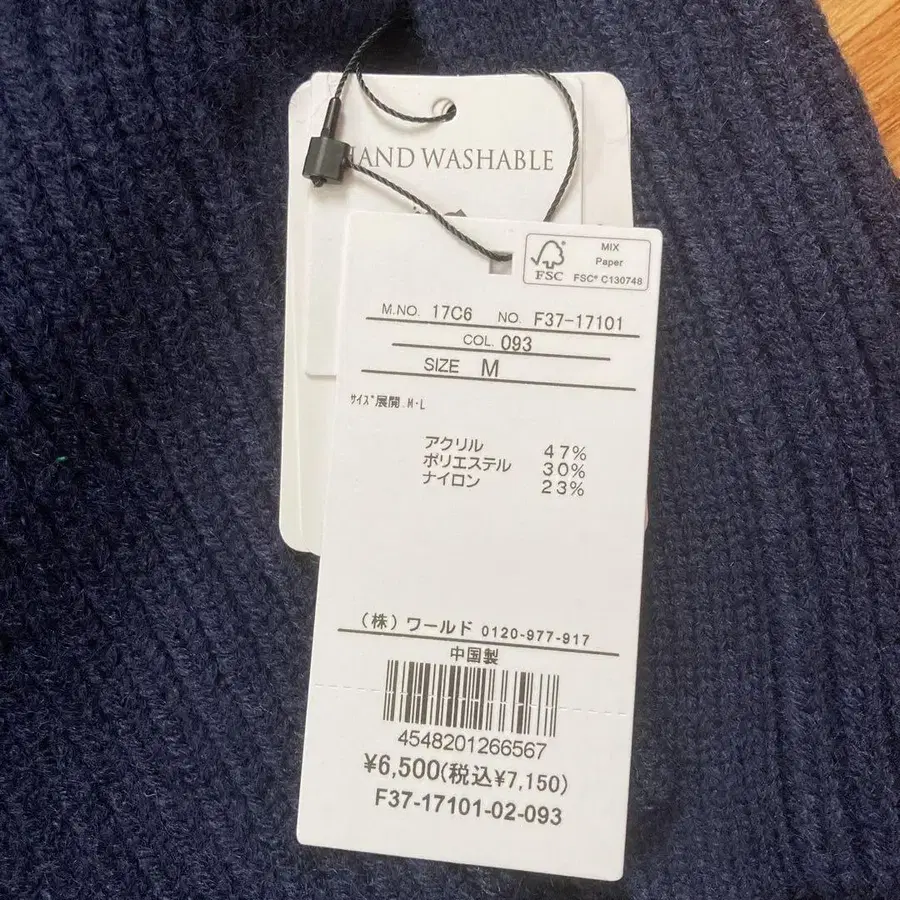 HAND WASHABLE
MIX
Paper
FSC
FSC® C130748
M.NO. 17C6 NO. F37-17101
COL. 093
SIZE M
ｻｲｽﾞ展開.M･L
アクリル 47%
ポリエステル 30%
ナイロン 23%
(株)ワールド 0120-977-917
中国製
4548201266567
¥6,500(税込¥7,150)
F37-17101-02-093